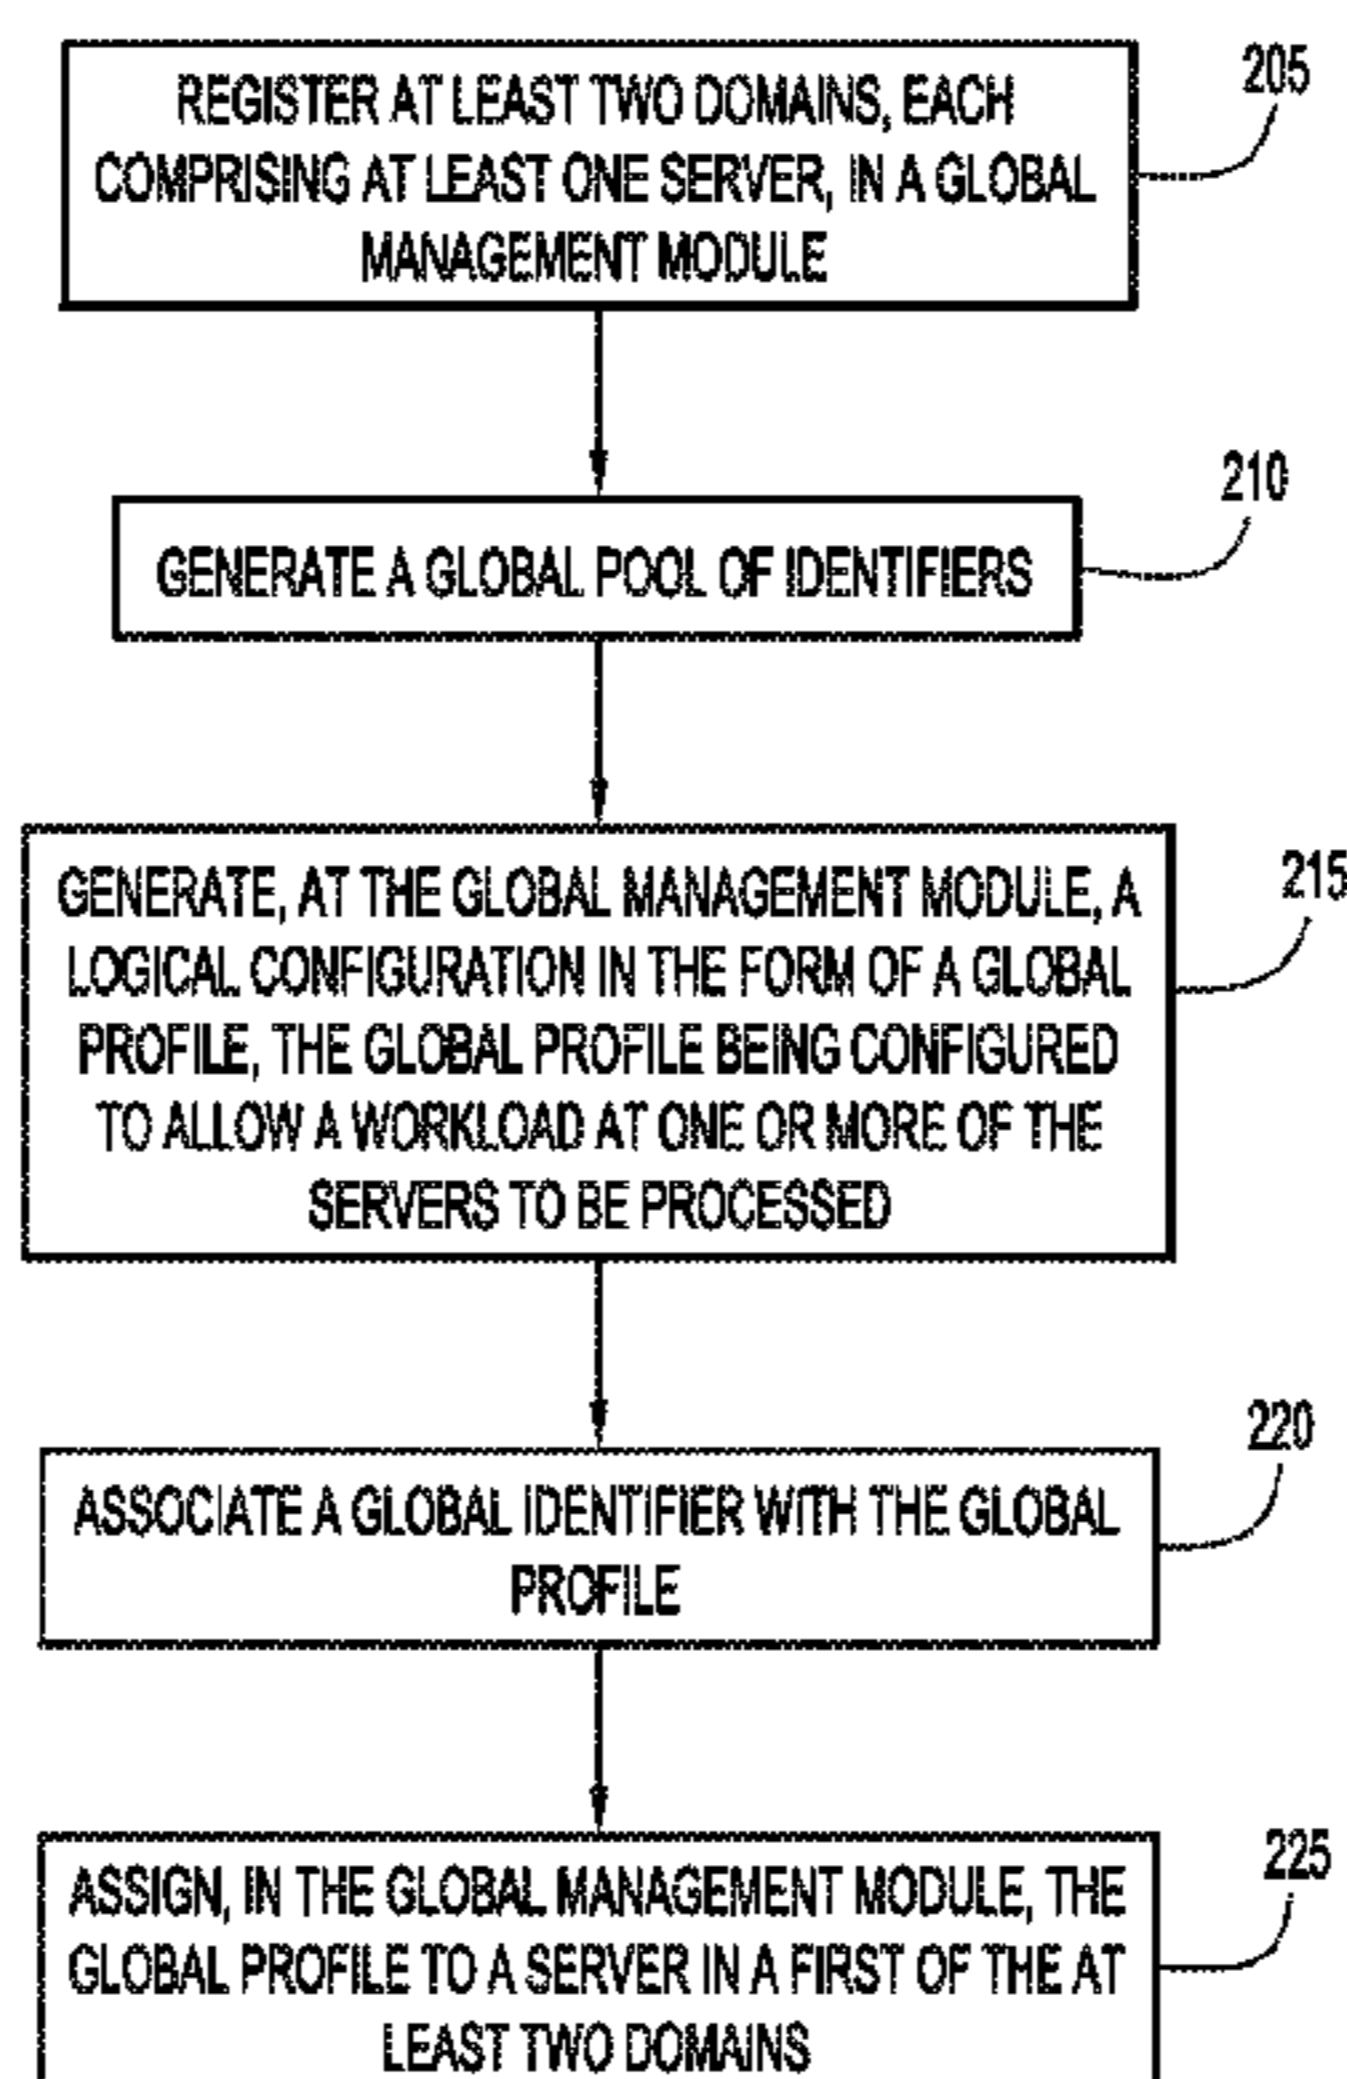 REGISTER AT LEAST TWO DOMAINS, EACH
COMPRISING AT LEAST ONE SERVER, IN A GLOBAL
MANAGEMENT MODULE
205
GENERATE A GLOBAL POOL OF IDENTIFIERS
210
GENERATE, AT THE GLOBAL MANAGEMENT MODULE, A
LOGICAL CONFIGURATION IN THE FORM OF A GLOBAL
PROFILE, THE GLOBAL PROFILE BEING CONFIGURED
TO ALLOW A WORKLOAD AT ONE OR MORE OF THE
SERVERS TO BE PROCESSED
215
ASSOCIATE A GLOBAL IDENTIFIER WITH THE GLOBAL
PROFILE
220
ASSIGN, IN THE GLOBAL MANAGEMENT MODULE, THE
GLOBAL PROFILE TO A SERVER IN A FIRST OF THE AT
LEAST TWO DOMAINS
225